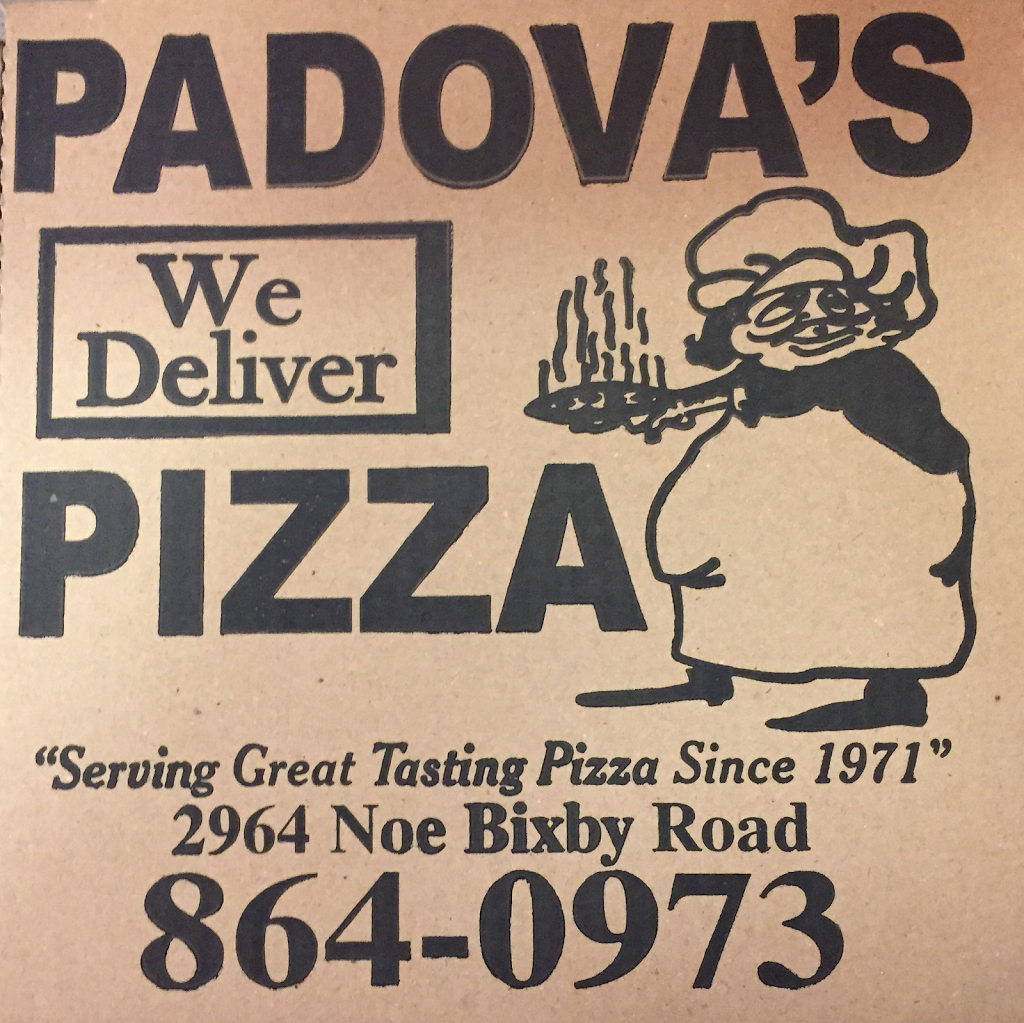 PADOVA'S
We
Deliver
PIZZA
“Serving Great Tasting Pizza Since 1971”
2964 Noe Bixby Road
864-0973